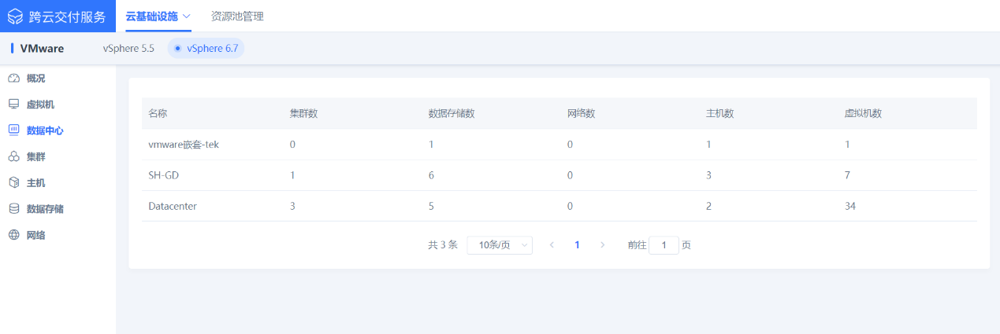 跨云交付服务 云基础设施 资源池管理
VMware vSphere 5.5 vSphere 6.7
概况
虚拟机
数据中心
集群
主机
数据存储
网络
名称 集群数 数据存储数 网络数 主机数 虚拟机数
vmware嵌套-tek 0 1 0 1 1
SH-GD 1 6 0 3 7
Datacenter 3 5 0 2 34
共 3 条 10条/页 1 前往 1 页